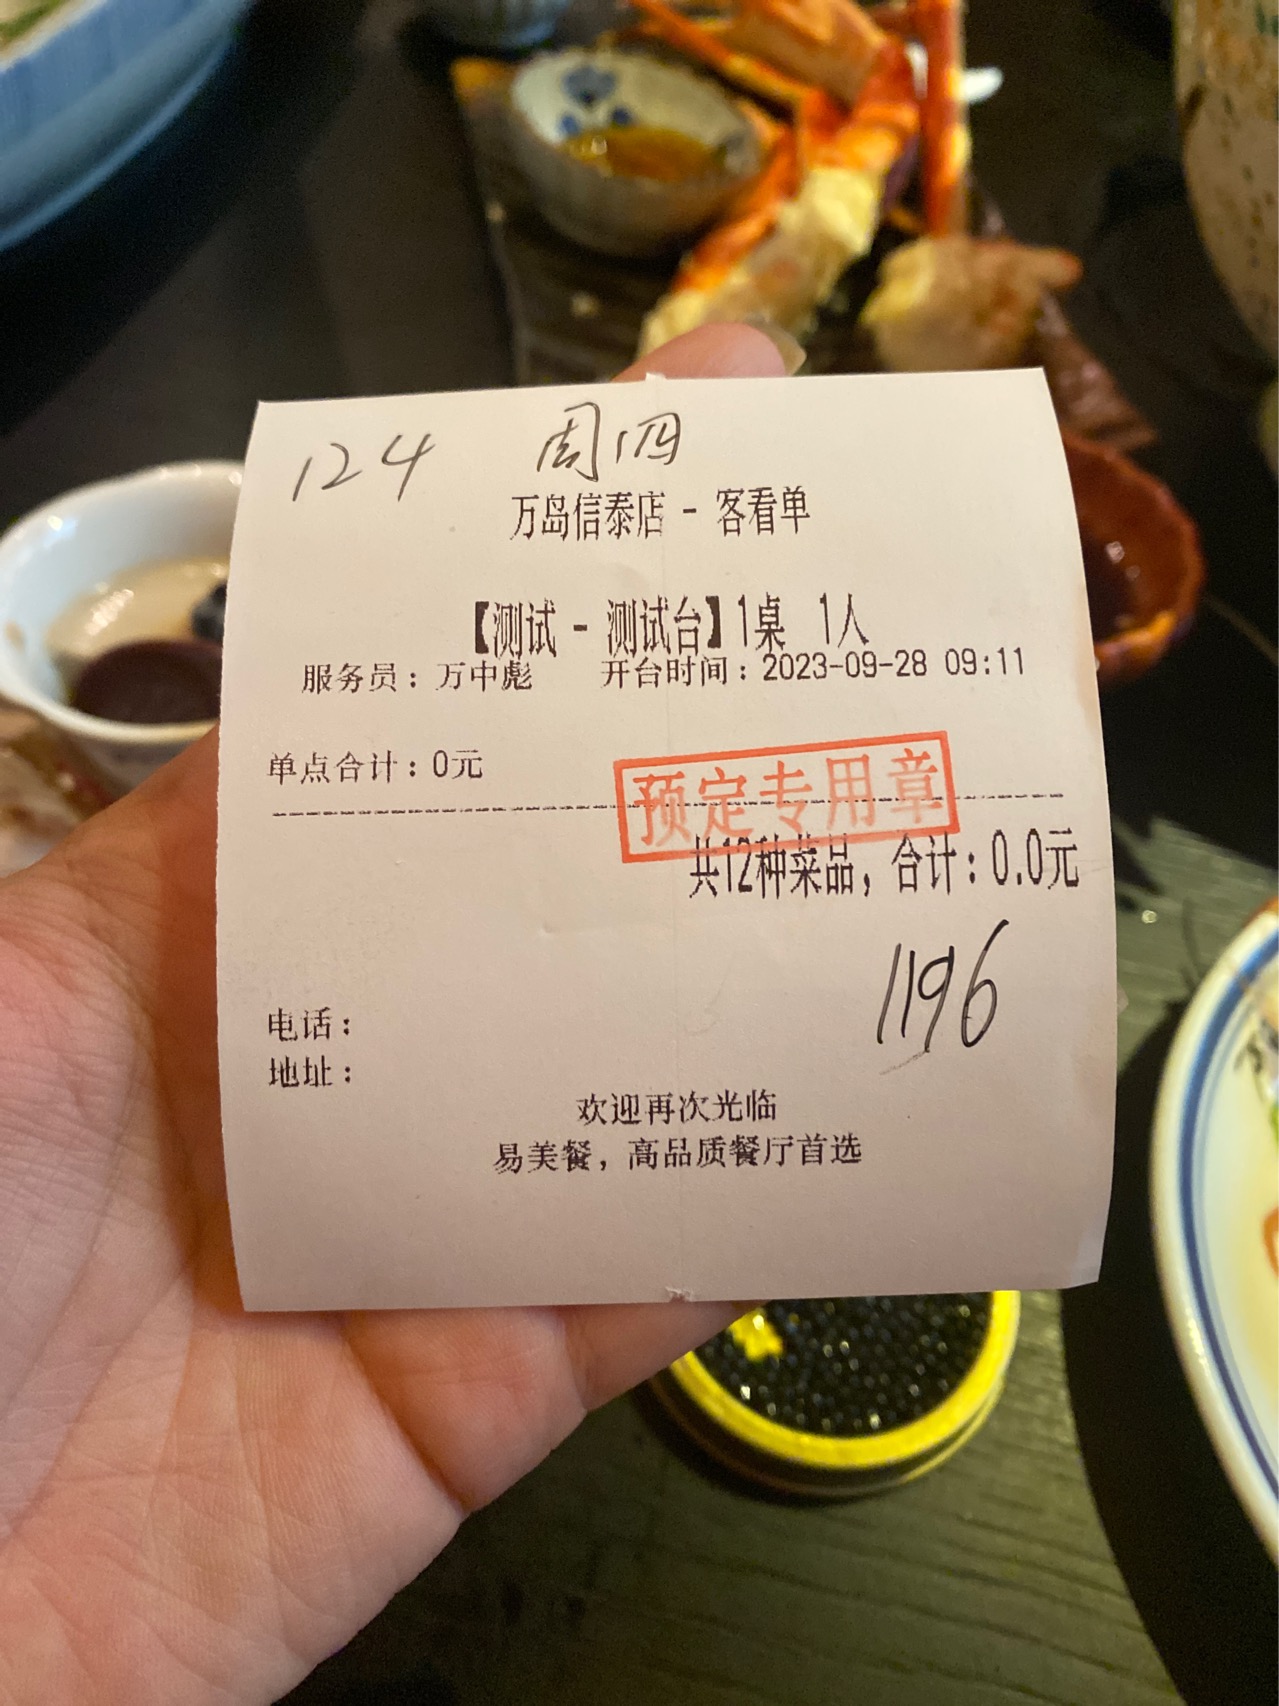 124 周四
万岛信泰店 - 客看单
【测试 - 测试台】1桌 1人
服务员：万中彪 开台时间：2023-09-28 09:11
单点合计：0元
预定专用章
共12种菜品，合计：0.0元
1196
电话：
地址：
欢迎再次光临
易美餐，高品质餐厅首选